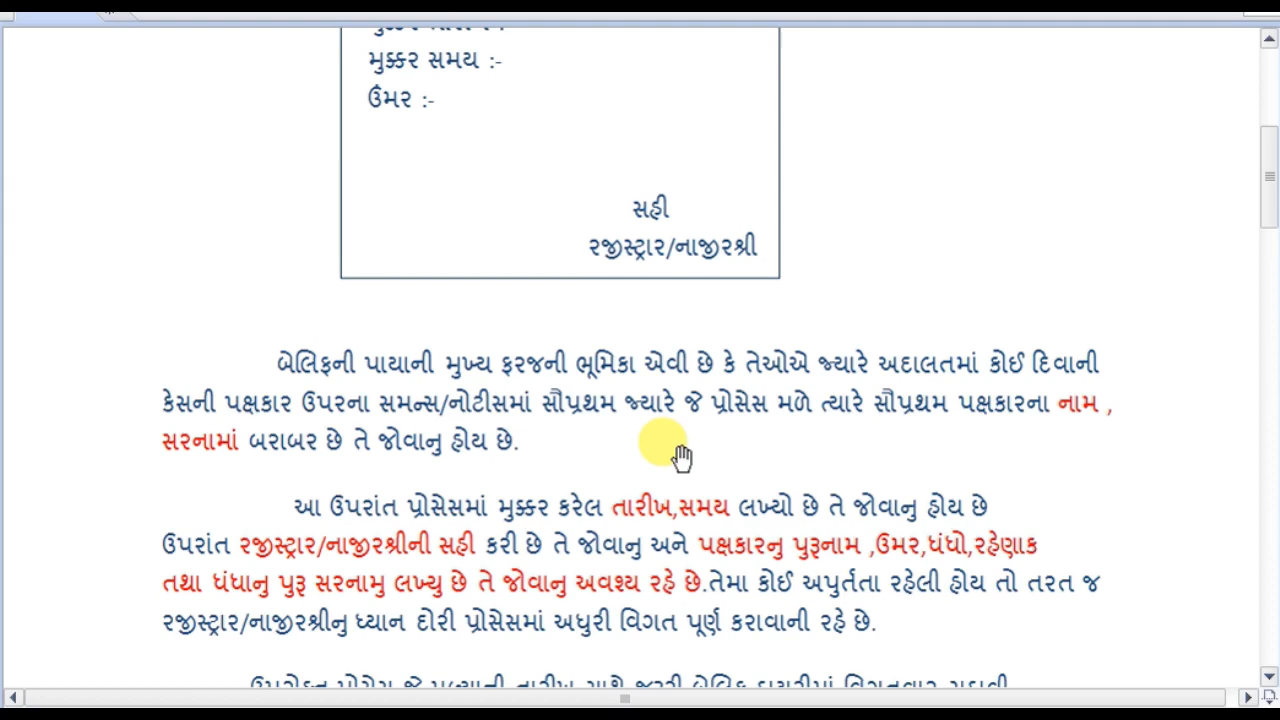 મુક્કર સમય :-
ઉંમર :-
સહી
રજીસ્ટ્રાર/નાજીરશ્રી
બેલિફની પાયાની મુખ્ય ફરજની ભૂમિકા એવી છે કે તેઓએ જ્યારે અદાલતમાં કોઈ દિવાની
કેસની પક્ષકાર ઉપરના સમન્સ/નોટીસમાં સૌપ્રથમ જ્યારે જે પ્રોસેસ મળે ત્યારે સૌપ્રથમ પક્ષકારના નામ ,
સરનામાં બરાબર છે તે જોવાનુ હોય છે.
આ ઉપરાંત પ્રોસેસમાં મુક્કર કરેલ તારીખ,સમય લખ્યો છે તે જોવાનુ હોય છે
ઉપરાંત રજીસ્ટ્રાર/નાજીરશ્રીની સહી કરી છે તે જોવાનુ અને પક્ષકારનુ પુરૂનામ ,ઉમર,ધંધો,રહેણાક
તથા ધંધાનુ પુરૂ સરનામુ લખ્યુ છે તે જોવાનુ અવશ્ય રહે છે.તેમા કોઈ અપુર્તતા રહેલી હોય તો તરત જ
રજીસ્ટ્રાર/નાજીરશ્રીનુ ધ્યાન દોરી પ્રોસેસમાં અધુરી વિગત પૂર્ણ કરાવાની રહે છે.